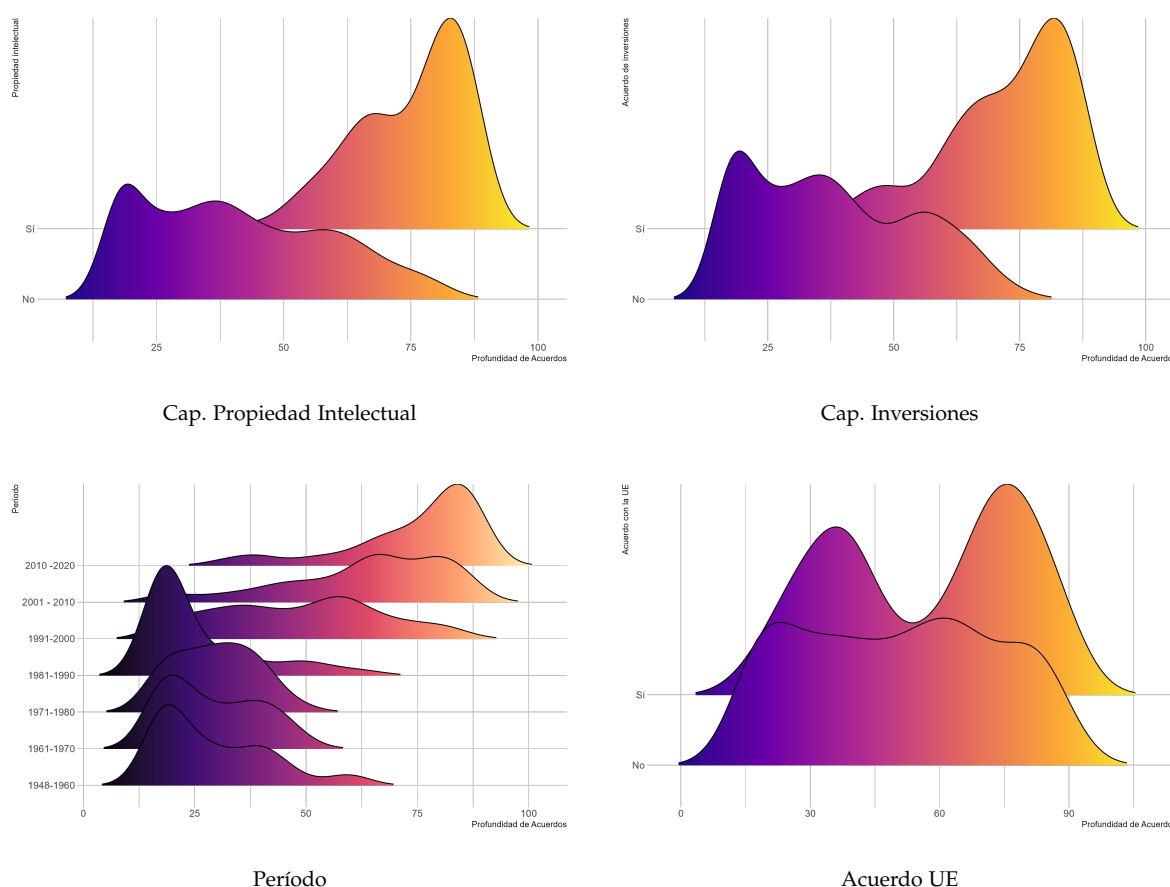 Propiedad intelectual
Sí
No
25 50 75 100
Profundidad de Acuerdos
Cap. Propiedad Intelectual
Acuerdo de inversiones
Sí
No
25 50 75 100
Profundidad de Acuerdo
Cap. Inversiones
Periodo
2010 -2020
2001 - 2010
1991-2000
1981-1990
1971-1980
1961-1970
1948-1960
0 25 50 75 100
Profundidad de Acuerdos
Período
Acuerdo con la UE
Si
No
0 30 60 90
Profundidad de Acuerdo
Acuerdo UE